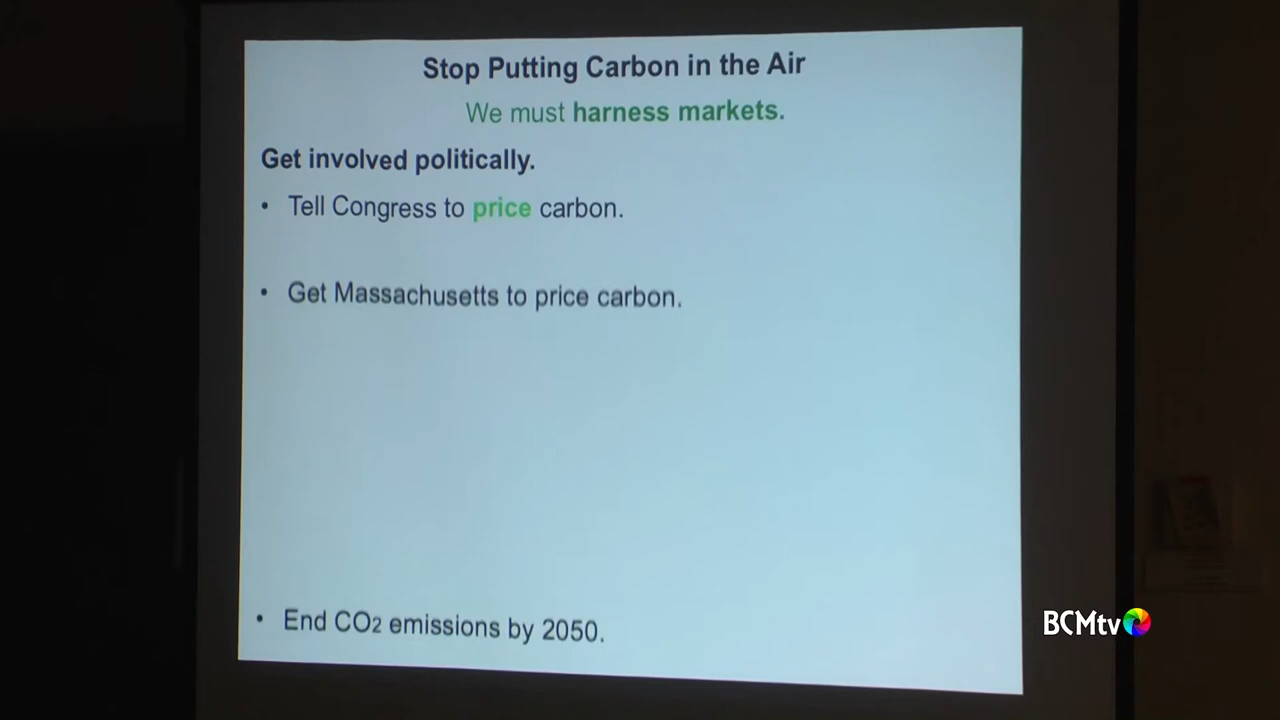 Stop Putting Carbon in the Air
We must harness markets.
Get involved politically.
• Tell Congress to price carbon.
• Get Massachusetts to price carbon.
• End CO2 emissions by 2050.
BCMtv